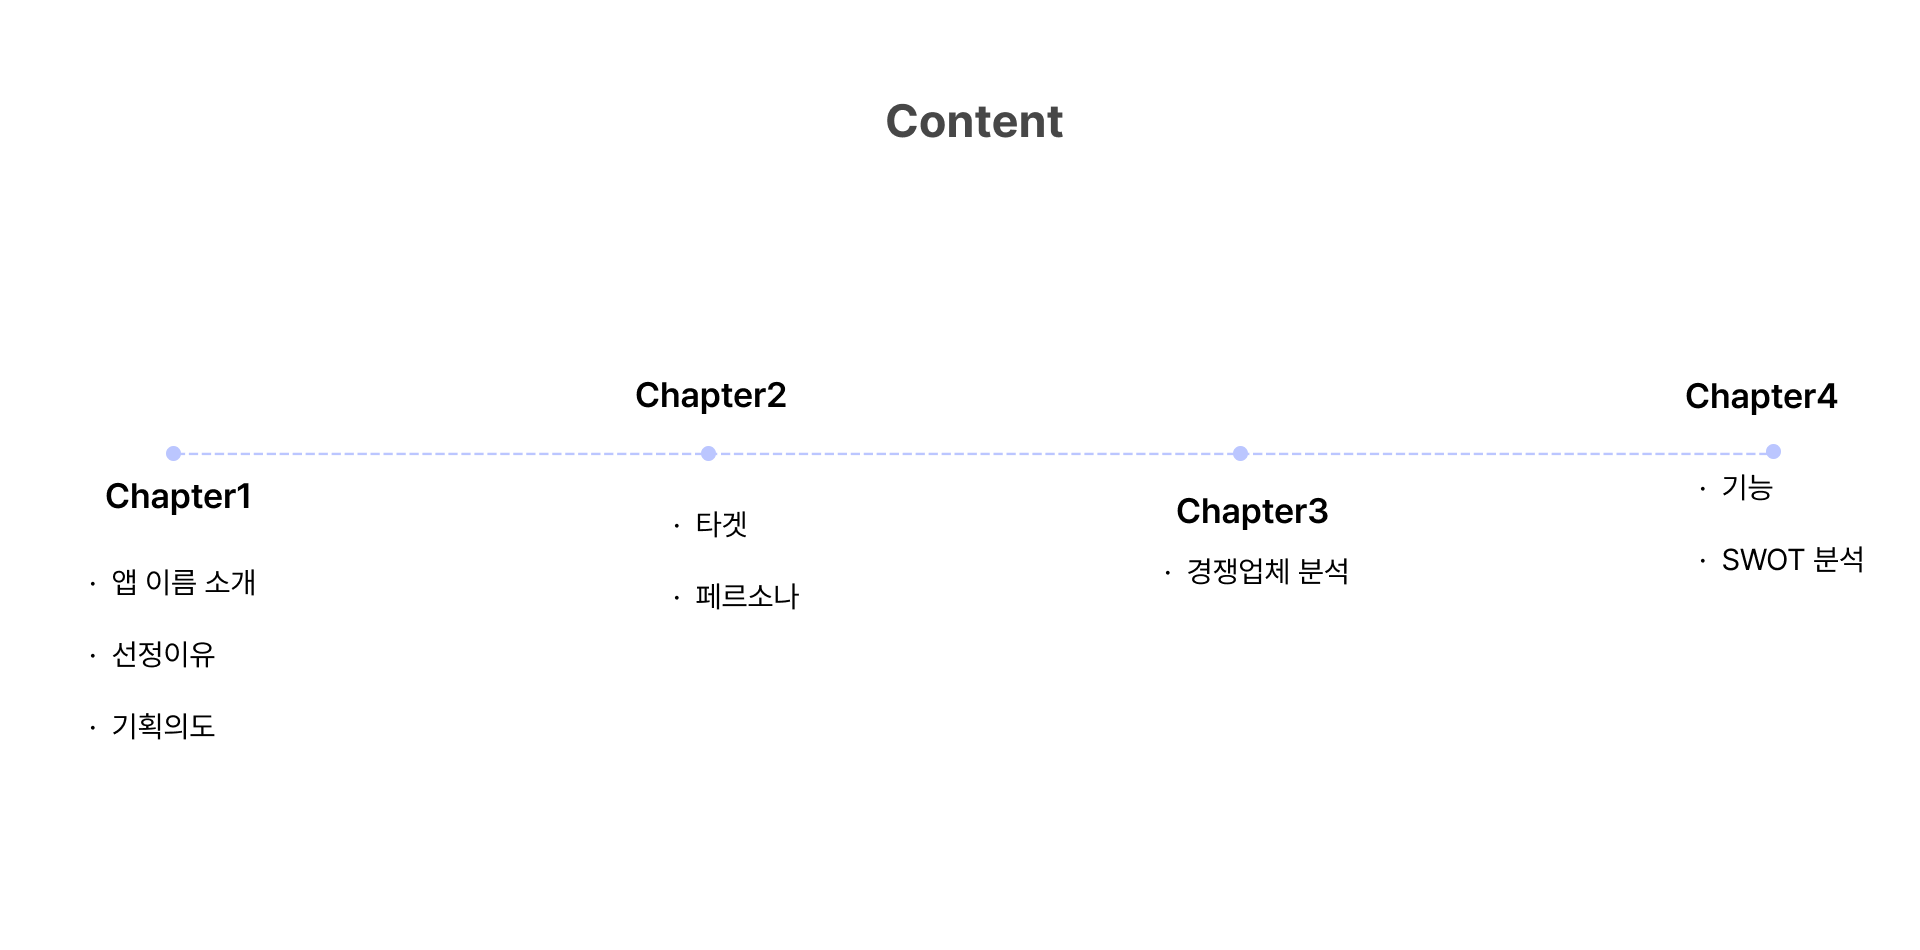 Content
Chapter1
· 앱 이름 소개
· 선정이유
· 기획의도
Chapter2
· 타겟
· 페르소나
Chapter3
· 경쟁업체 분석
Chapter4
· 기능
· SWOT 분석